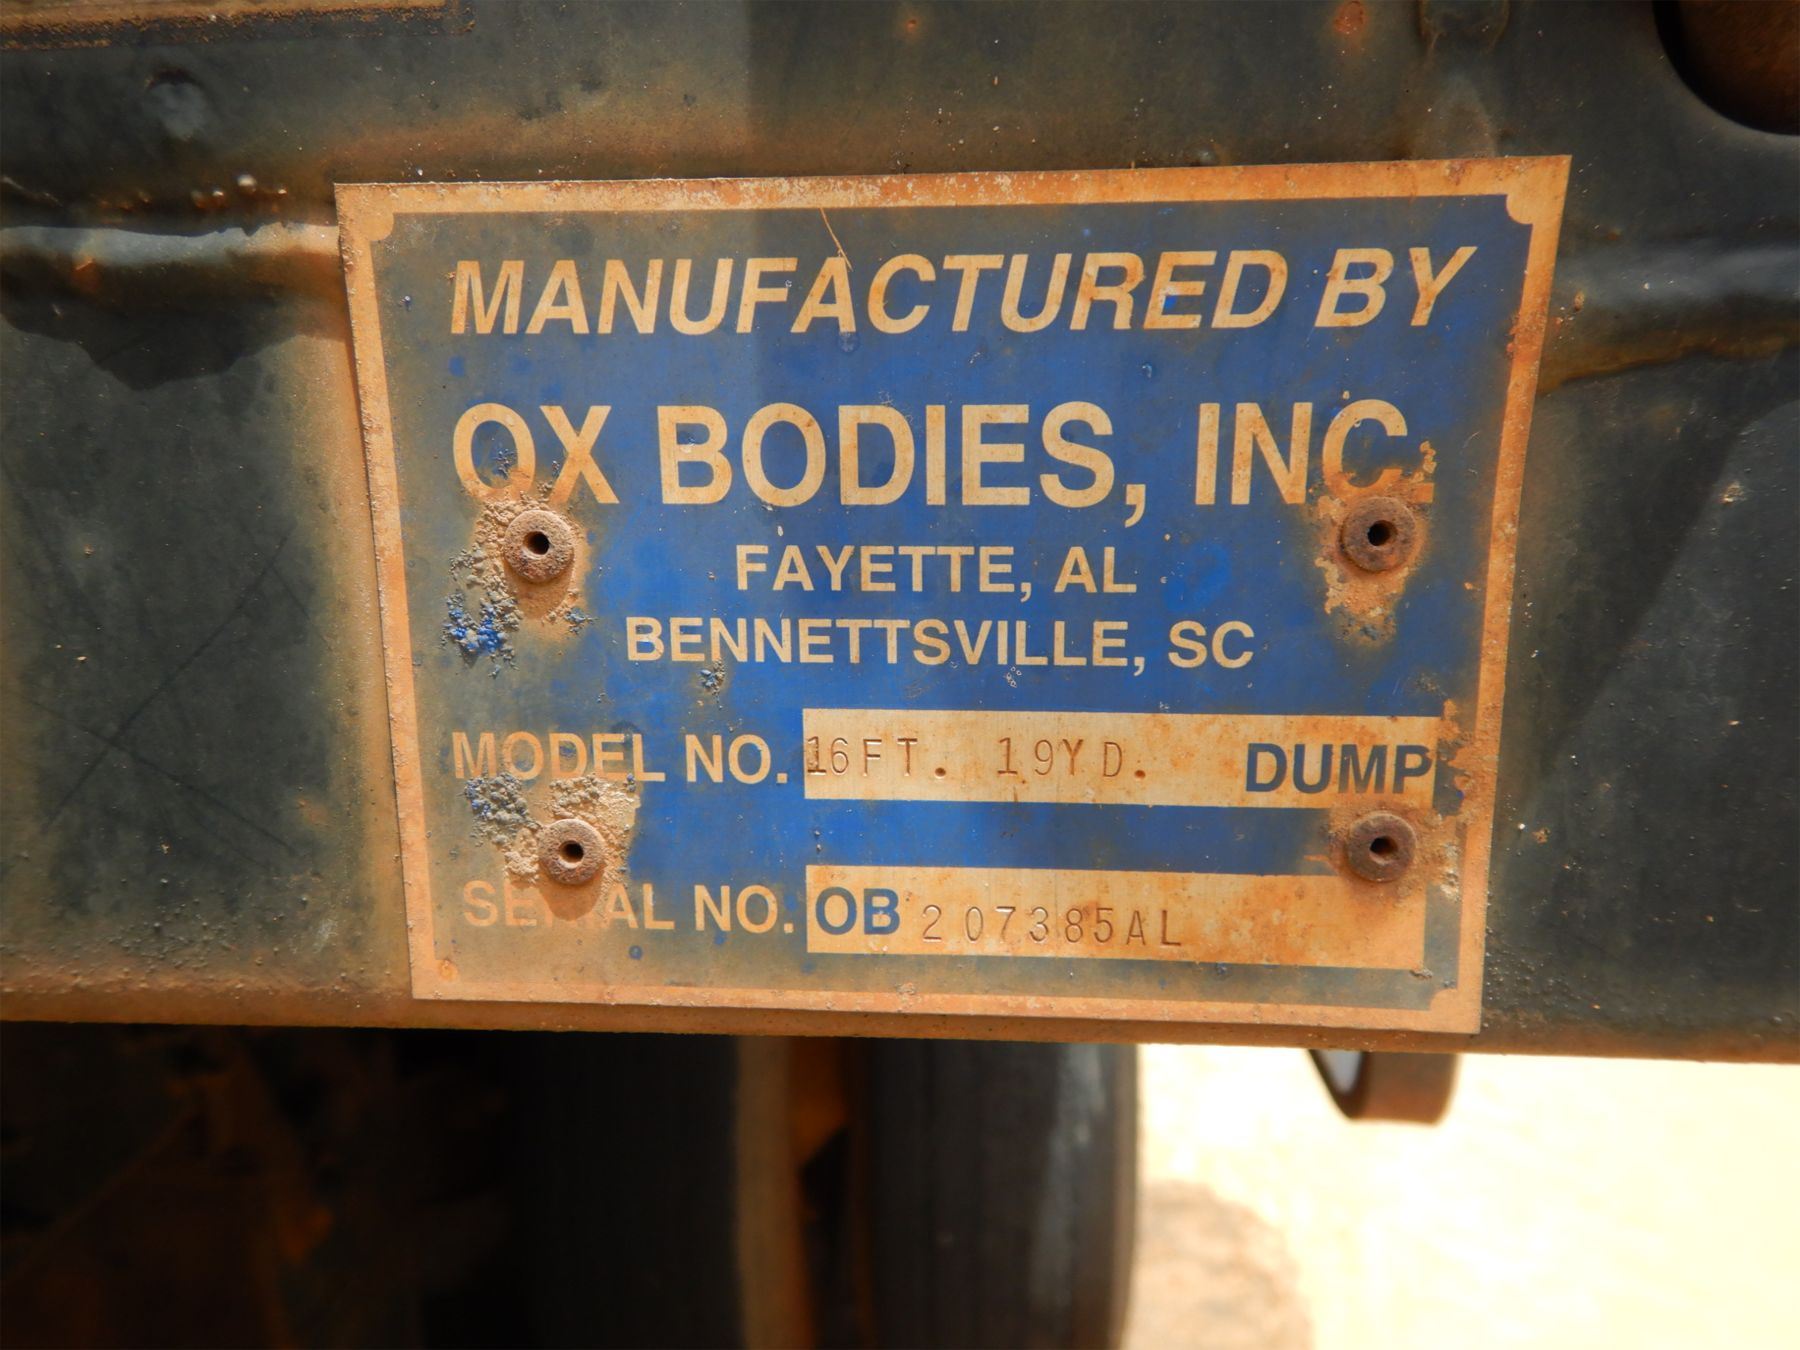 MANUFACTURED BY
OX BODIES, INC.
FAYETTE, AL
BENNETTSVILLE, SC
MODEL NO. 16FT. 19YD. DUMP
SERIAL NO. OB 207385AL